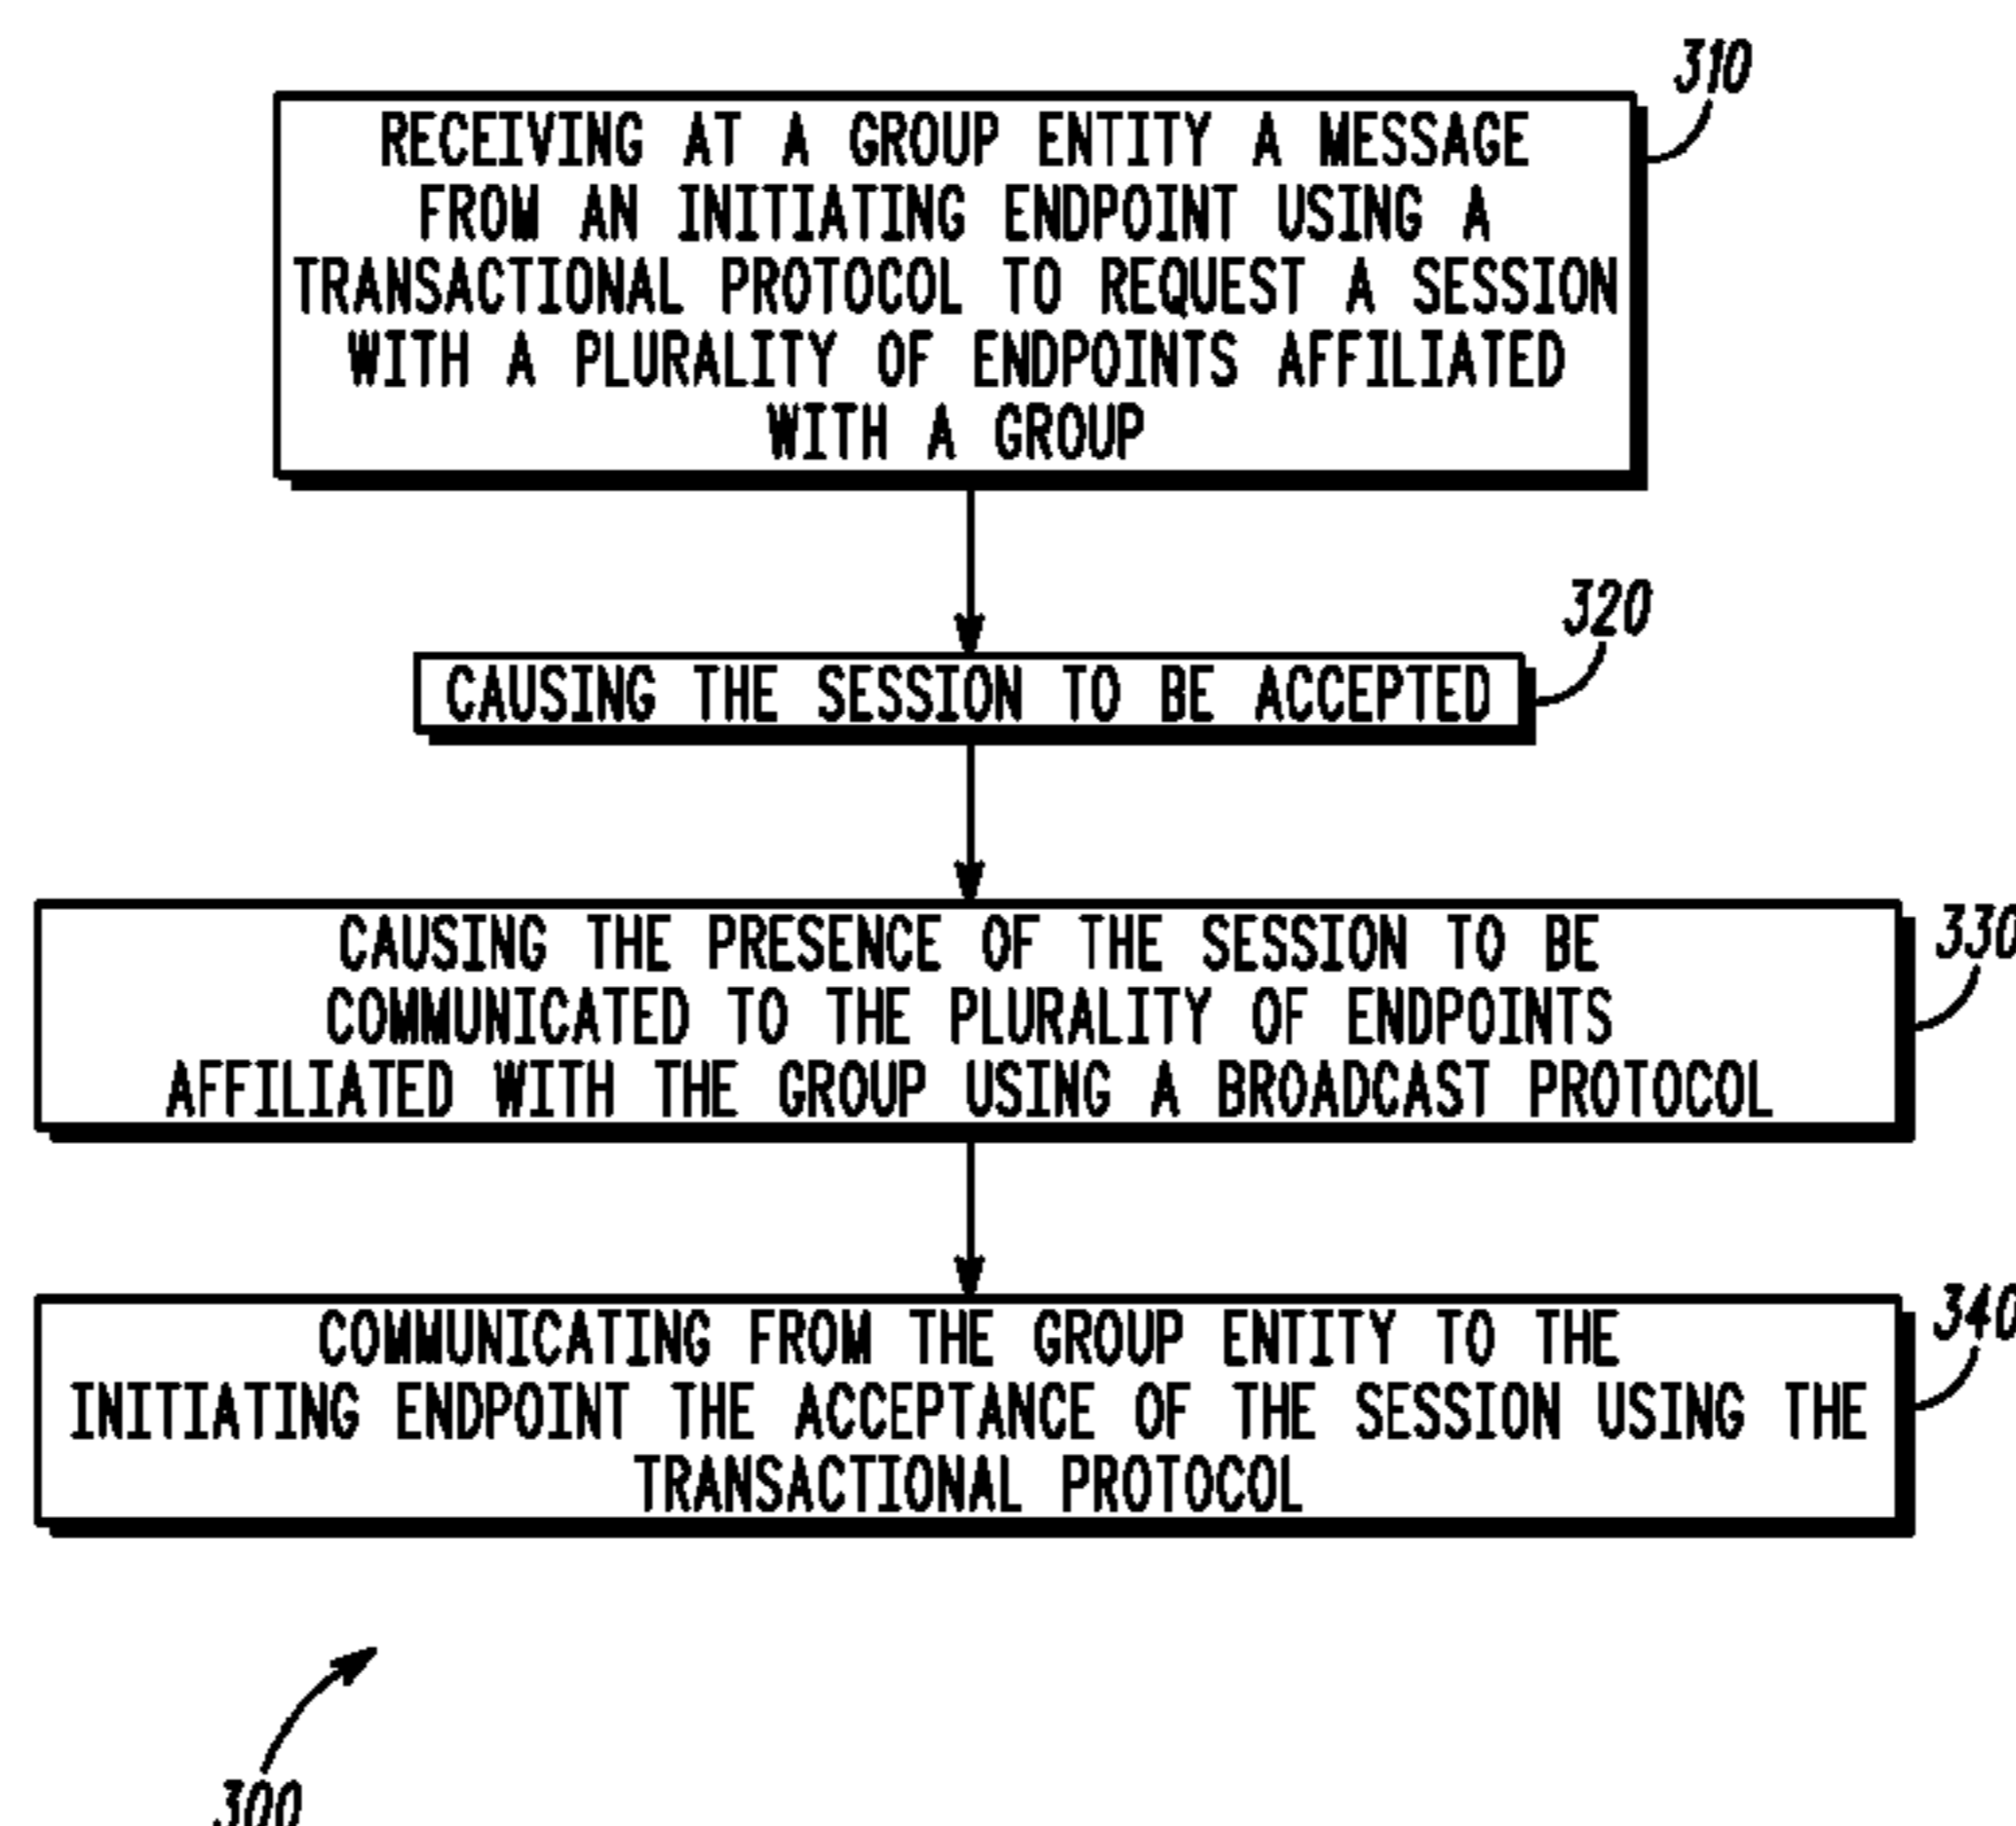 310
RECEIVING AT A GROUP ENTITY A MESSAGE
FROM AN INITIATING ENDPOINT USING A
TRANSACTIONAL PROTOCOL TO REQUEST A SESSION
WITH A PLURALITY OF ENDPOINTS AFFILIATED
WITH A GROUP
320
CAUSING THE SESSION TO BE ACCEPTED
330
CAUSING THE PRESENCE OF THE SESSION TO BE
COMMUNICATED TO THE PLURALITY OF ENDPOINTS
AFFILIATED WITH THE GROUP USING A BROADCAST PROTOCOL
340
COMMUNICATING FROM THE GROUP ENTITY TO THE
INITIATING ENDPOINT THE ACCEPTANCE OF THE SESSION USING THE
TRANSACTIONAL PROTOCOL
300